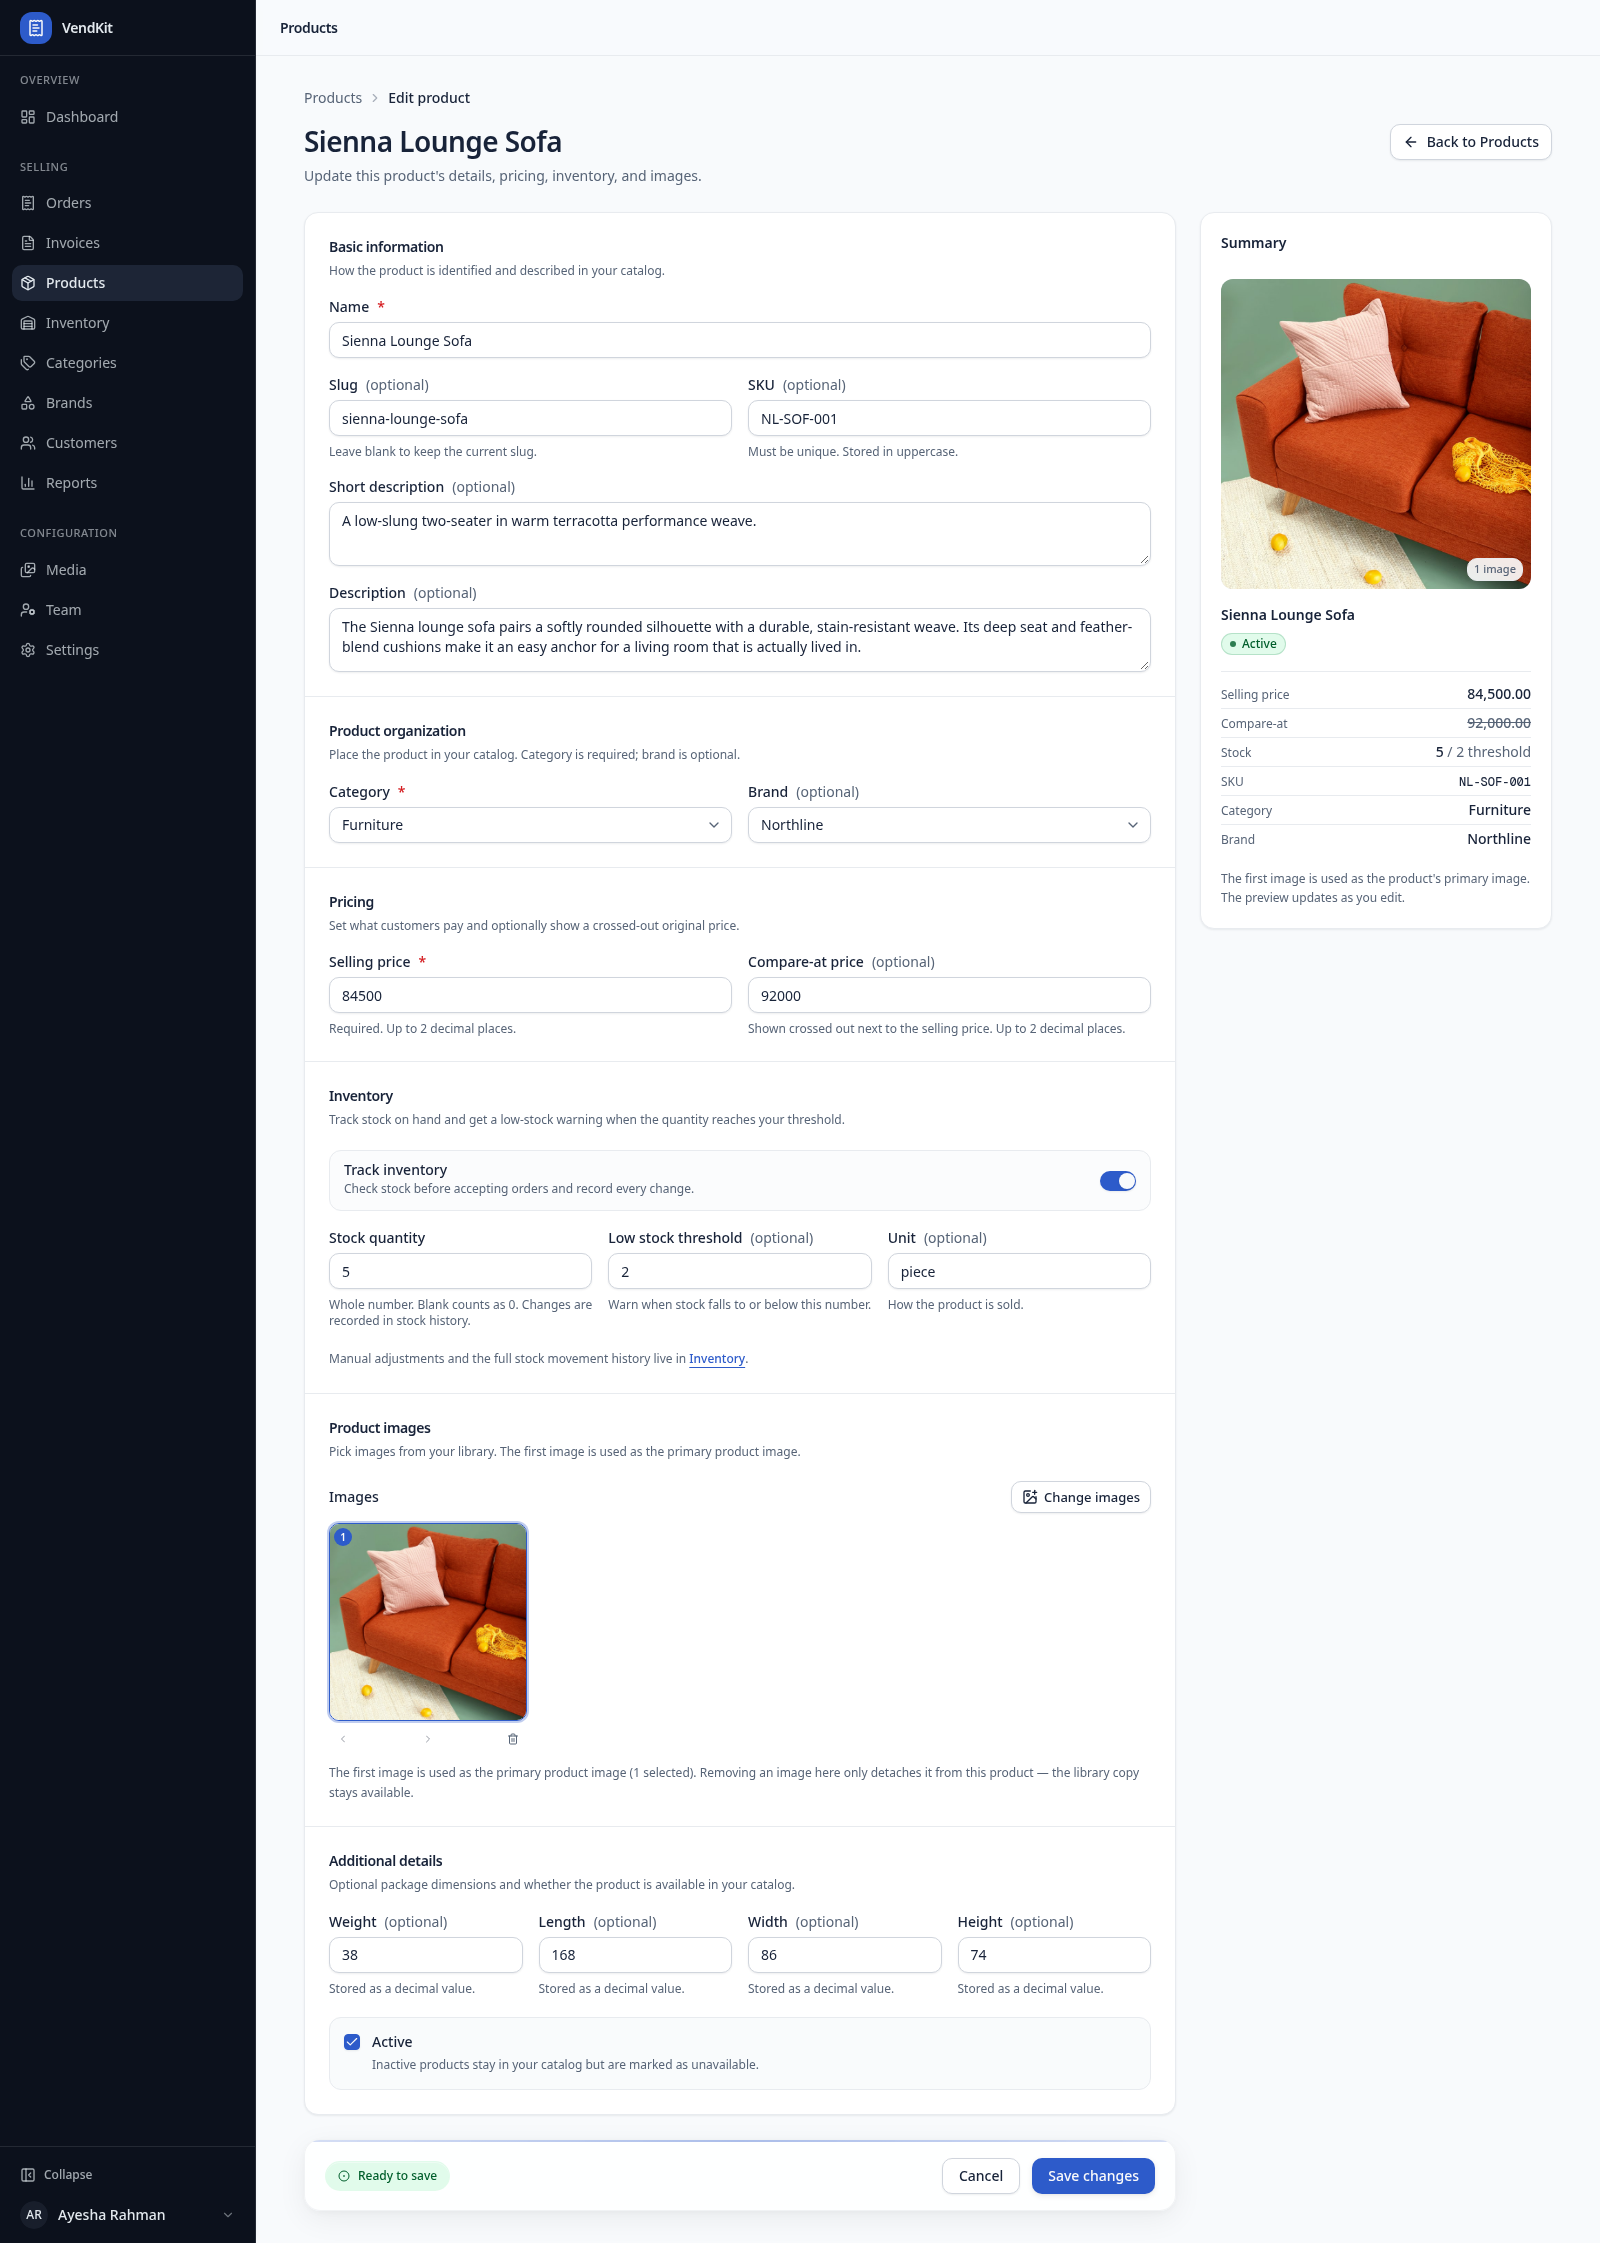 VendKit
OVERVIEW
Dashboard
SELLING
Orders
Invoices
Products
Inventory
Categories
Brands
Customers
Reports
CONFIGURATION
Media
Team
Settings
Collapse
AR Ayesha Rahman
Products
Products > Edit product
Sienna Lounge Sofa
Back to Products
Update this product's details, pricing, inventory, and images.
Basic information
How the product is identified and described in your catalog.
Name *
Sienna Lounge Sofa
Slug (optional) SKU (optional)
sienna-lounge-sofa NL-SOF-001
Leave blank to keep the current slug. Must be unique. Stored in uppercase.
Short description (optional)
A low-slung two-seater in warm terracotta performance weave.
Description (optional)
The Sienna lounge sofa pairs a softly rounded silhouette with a durable, stain-resistant weave. Its deep seat and feather-
blend cushions make it an easy anchor for a living room that is actually lived in.
Product organization
Place the product in your catalog. Category is required; brand is optional.
Category * Brand (optional)
Furniture Northline
Pricing
Set what customers pay and optionally show a crossed-out original price.
Selling price * Compare-at price (optional)
84500 92000
Required. Up to 2 decimal places. Shown crossed out next to the selling price. Up to 2 decimal places.
Inventory
Track stock on hand and get a low-stock warning when the quantity reaches your threshold.
Track inventory
Check stock before accepting orders and record every change.
Stock quantity Low stock threshold (optional) Unit (optional)
5 2 piece
Whole number. Blank counts as 0. Changes are Warn when stock falls to or below this number. How the product is sold.
recorded in stock history.
Manual adjustments and the full stock movement history live in Inventory.
Product images
Pick images from your library. The first image is used as the primary product image.
Images Change images
1
The first image is used as the primary product image (1 selected). Removing an image here only detaches it from this product — the library copy
stays available.
Additional details
Optional package dimensions and whether the product is available in your catalog.
Weight (optional) Length (optional) Width (optional) Height (optional)
38 168 86 74
Stored as a decimal value. Stored as a decimal value. Stored as a decimal value. Stored as a decimal value.
Active
Inactive products stay in your catalog but are marked as unavailable.
Ready to save Cancel Save changes
Summary
1 image
Sienna Lounge Sofa
Active
Selling price 84,500.00
Compare-at 92,000.00
Stock 5 / 2 threshold
SKU NL-SOF-001
Category Furniture
Brand Northline
The first image is used as the product's primary image.
The preview updates as you edit.